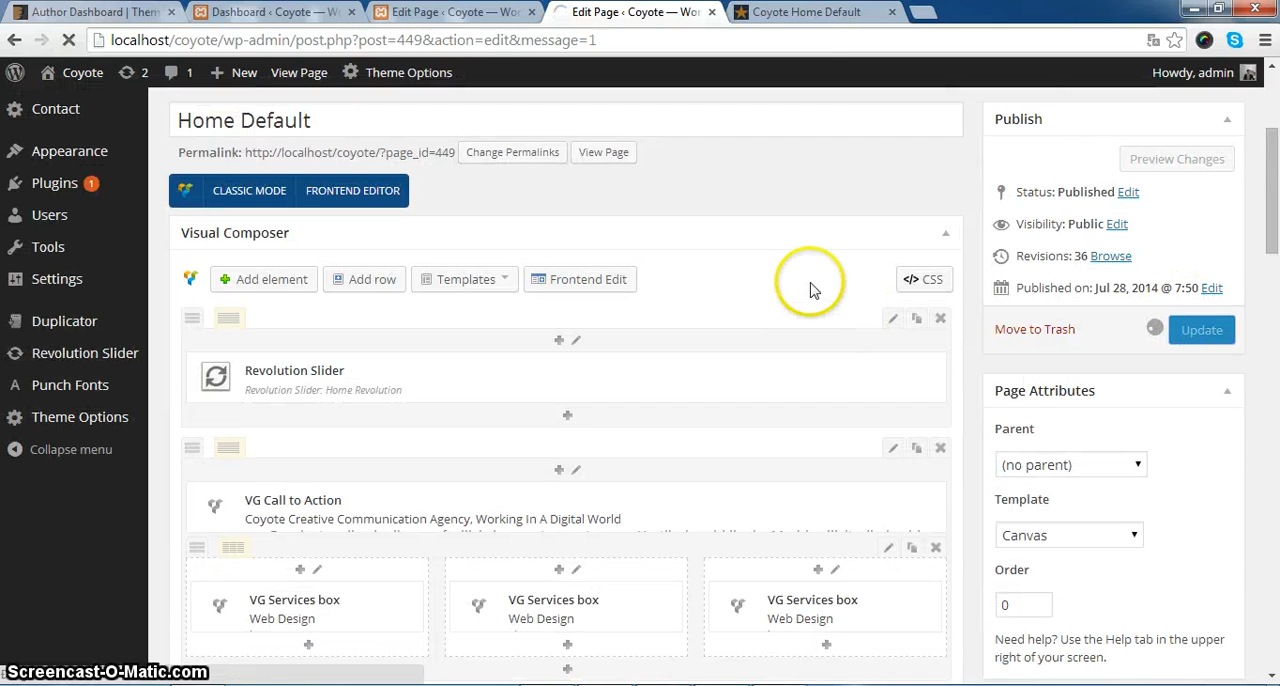 Author Dashboard | Them
Dashboard ‹ Coyote — Wor
Edit Page ‹ Coyote — Wor
Edit Page ‹ Coyote — Wor
Coyote Home Default
localhost/coyote/wp-admin/post.php?post=449&action=edit&message=1
Coyote 2 1 New View Page Theme Options Howdy, admin
Contact
Appearance
Plugins 1
Users
Tools
Settings
Duplicator
Revolution Slider
Punch Fonts
Theme Options
Collapse menu
Home Default
Permalink: http://localhost/coyote/?page_id=449 Change Permalinks View Page
CLASSIC MODE FRONTEND EDITOR
Visual Composer
Add element Add row Templates Frontend Edit </> CSS
Revolution Slider
Revolution Slider: Home Revolution
VG Call to Action
Coyote Creative Communication Agency, Working In A Digital World
VG Services box
Web Design
VG Services box
Web Design
VG Services box
Web Design
Publish
Preview Changes
Status: Published Edit
Visibility: Public Edit
Revisions: 36 Browse
Published on: Jul 28, 2014 @ 7:50 Edit
Move to Trash Update
Page Attributes
Parent
(no parent)
Template
Canvas
Order
0
Need help? Use the Help tab in the upper
right of your screen.
Screencast-O-Matic.com